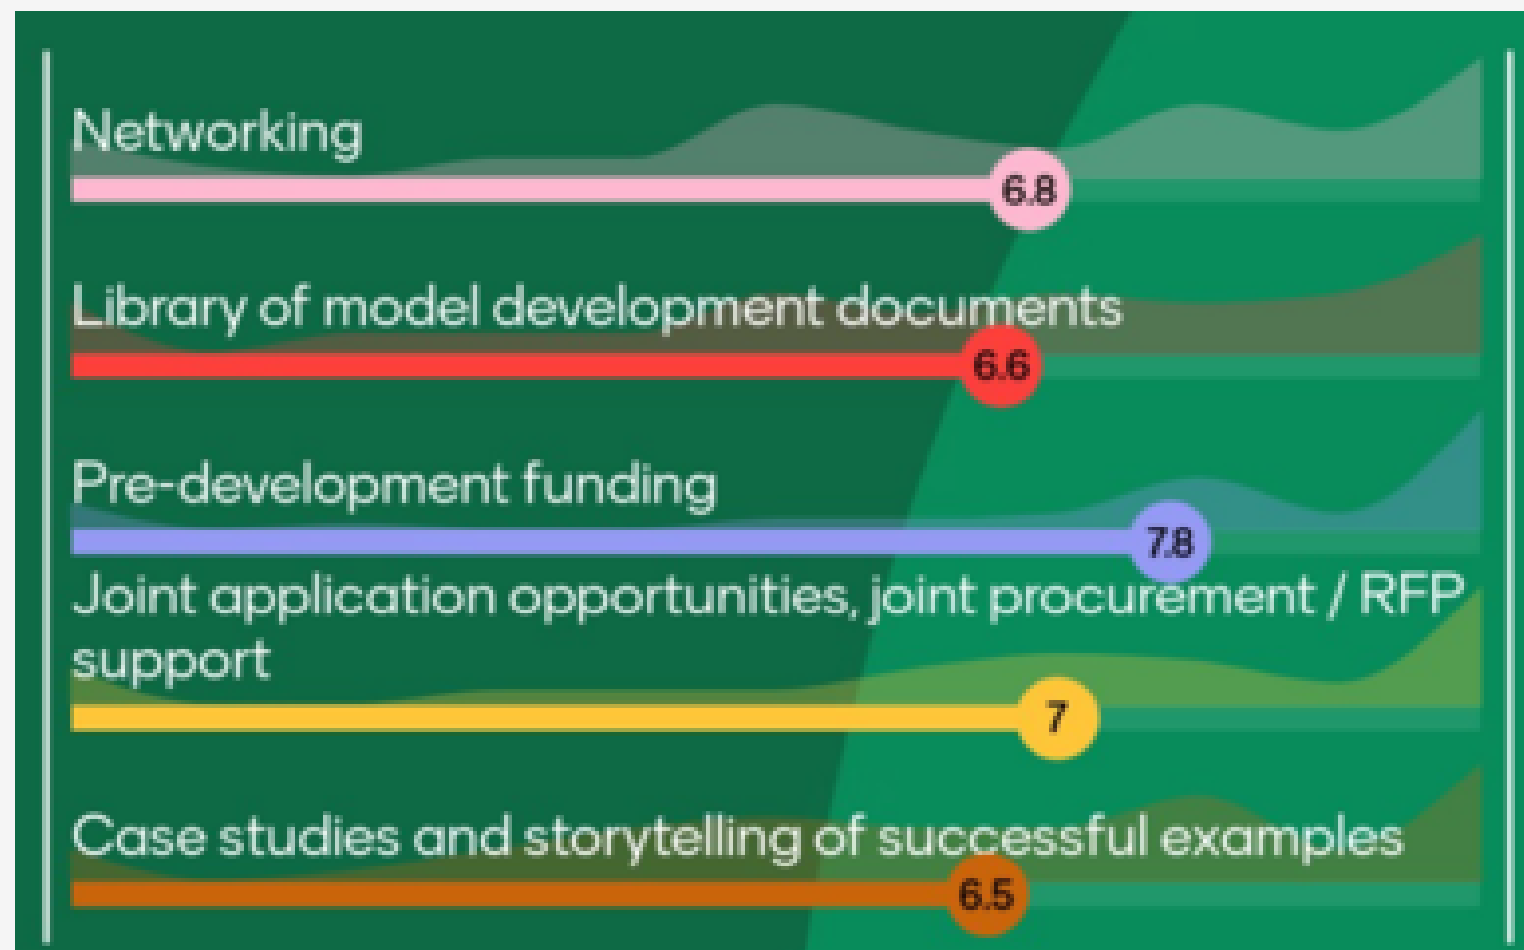 Networking
6.8
Library of model development documents
6.6
Pre-development funding
7.8
Joint application opportunities, joint procurement / RFP
support
7
Case studies and storytelling of successful examples
6.5